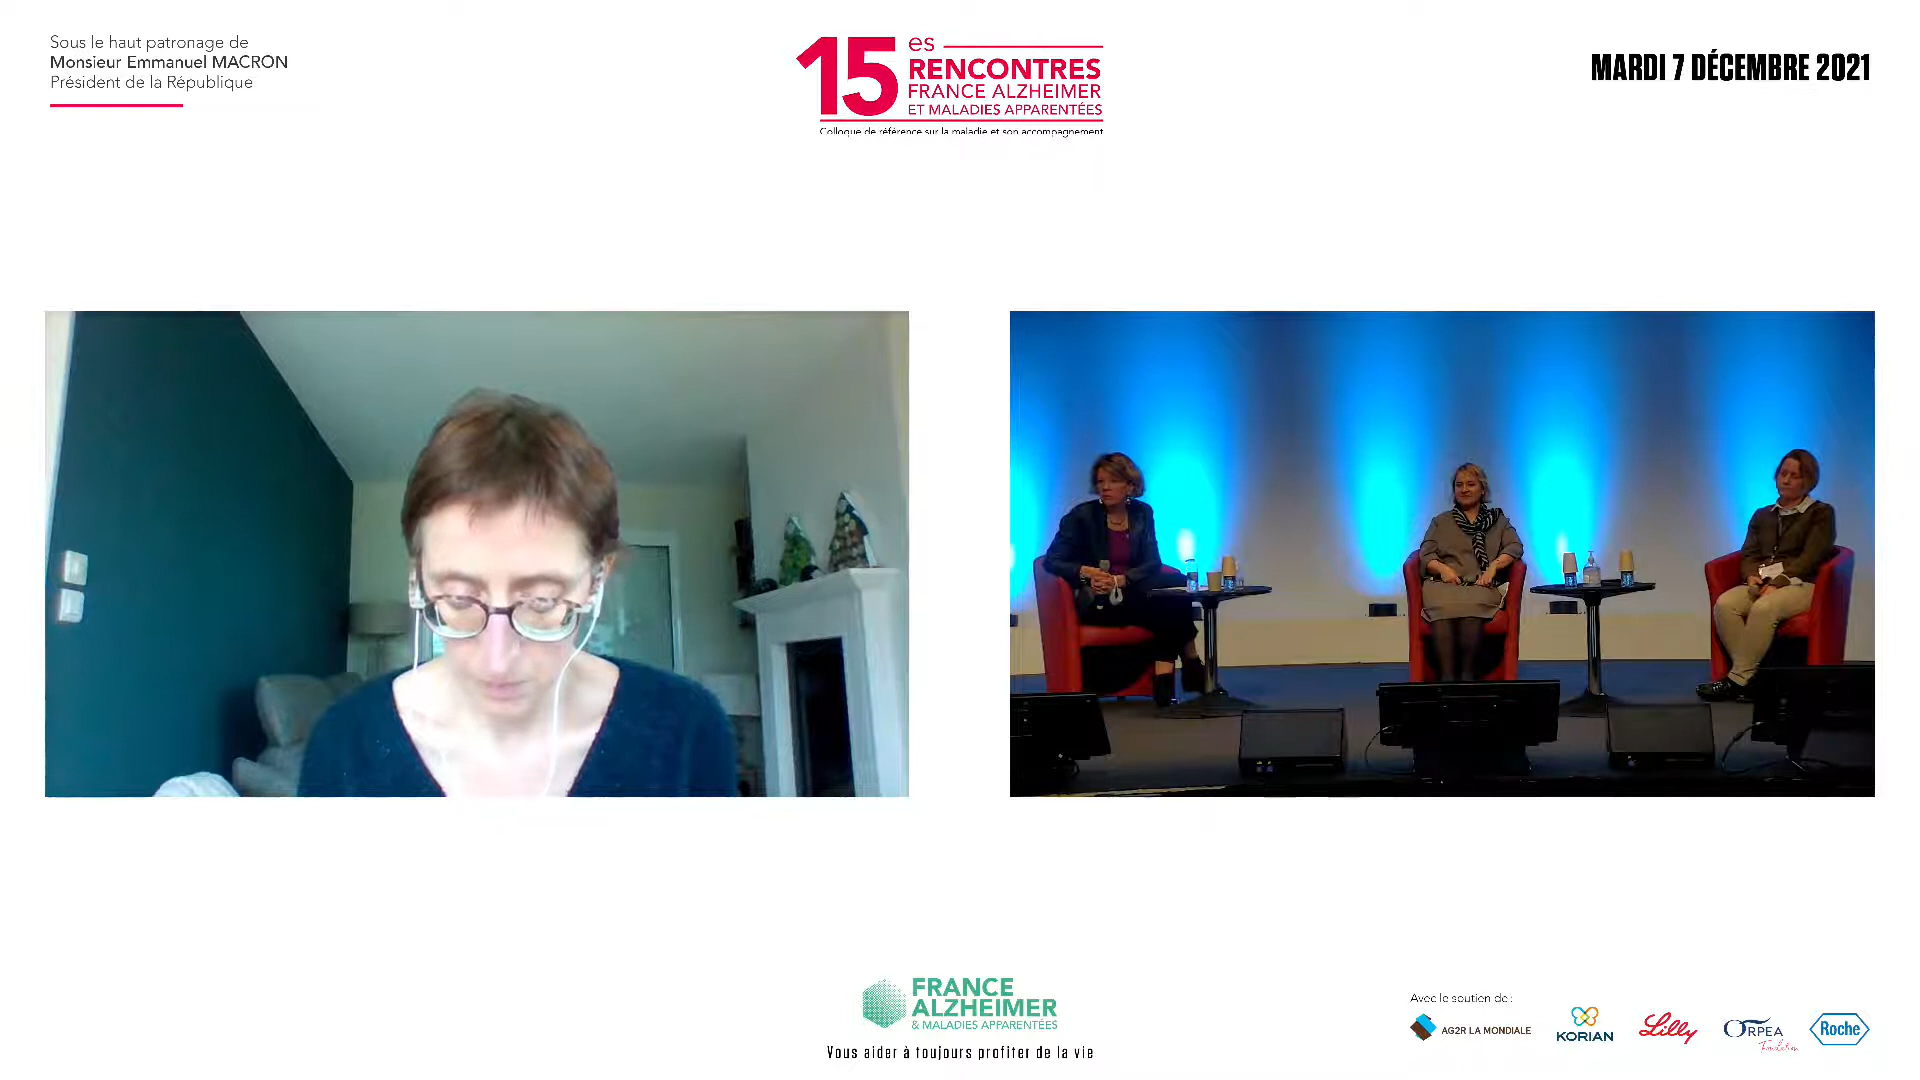 Sous le haut patronage de
Monsieur Emmanuel MACRON
Président de la République
15es
RENCONTRES
FRANCE ALZHEIMER
ET MALADIES APPARENTÉES
Colloque de référence sur la maladie et son accompagnement
MARDI 7 DÉCEMBRE 2021
FRANCE
ALZHEIMER
& MALADIES APPARENTÉES
Vous aider à toujours profiter de la vie
Avec le soutien de :
AG2R LA MONDIALE
KORIAN
Lilly
ORPEA
Fondation
Roche